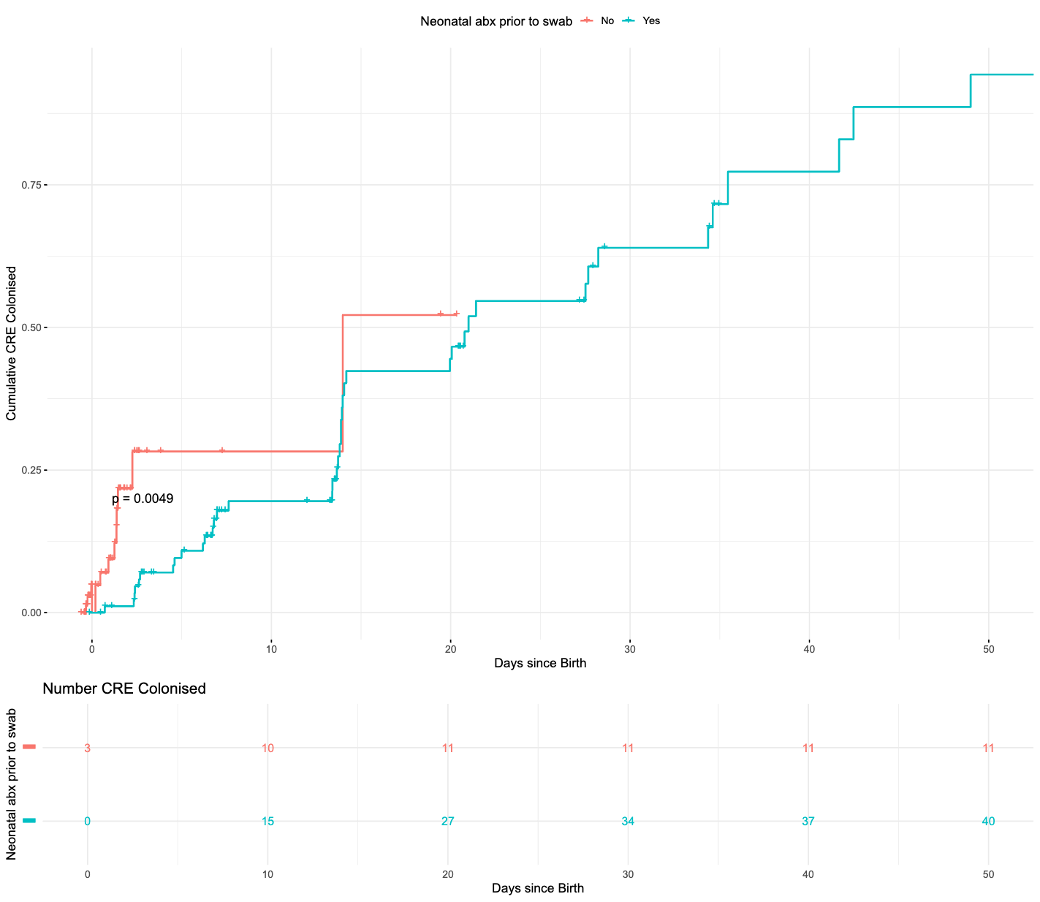 Neonatal abx prior to swab No Yes
Cumulative CRE Colonised
0.75
0.50
0.25
0.00
p = 0.0049
0 10 20 30 40 50
Days since Birth
Number CRE Colonised
Neonatal abx prior to swab
3 10 11 11 11 11
0 15 27 34 37 40
0 10 20 30 40 50
Days since Birth